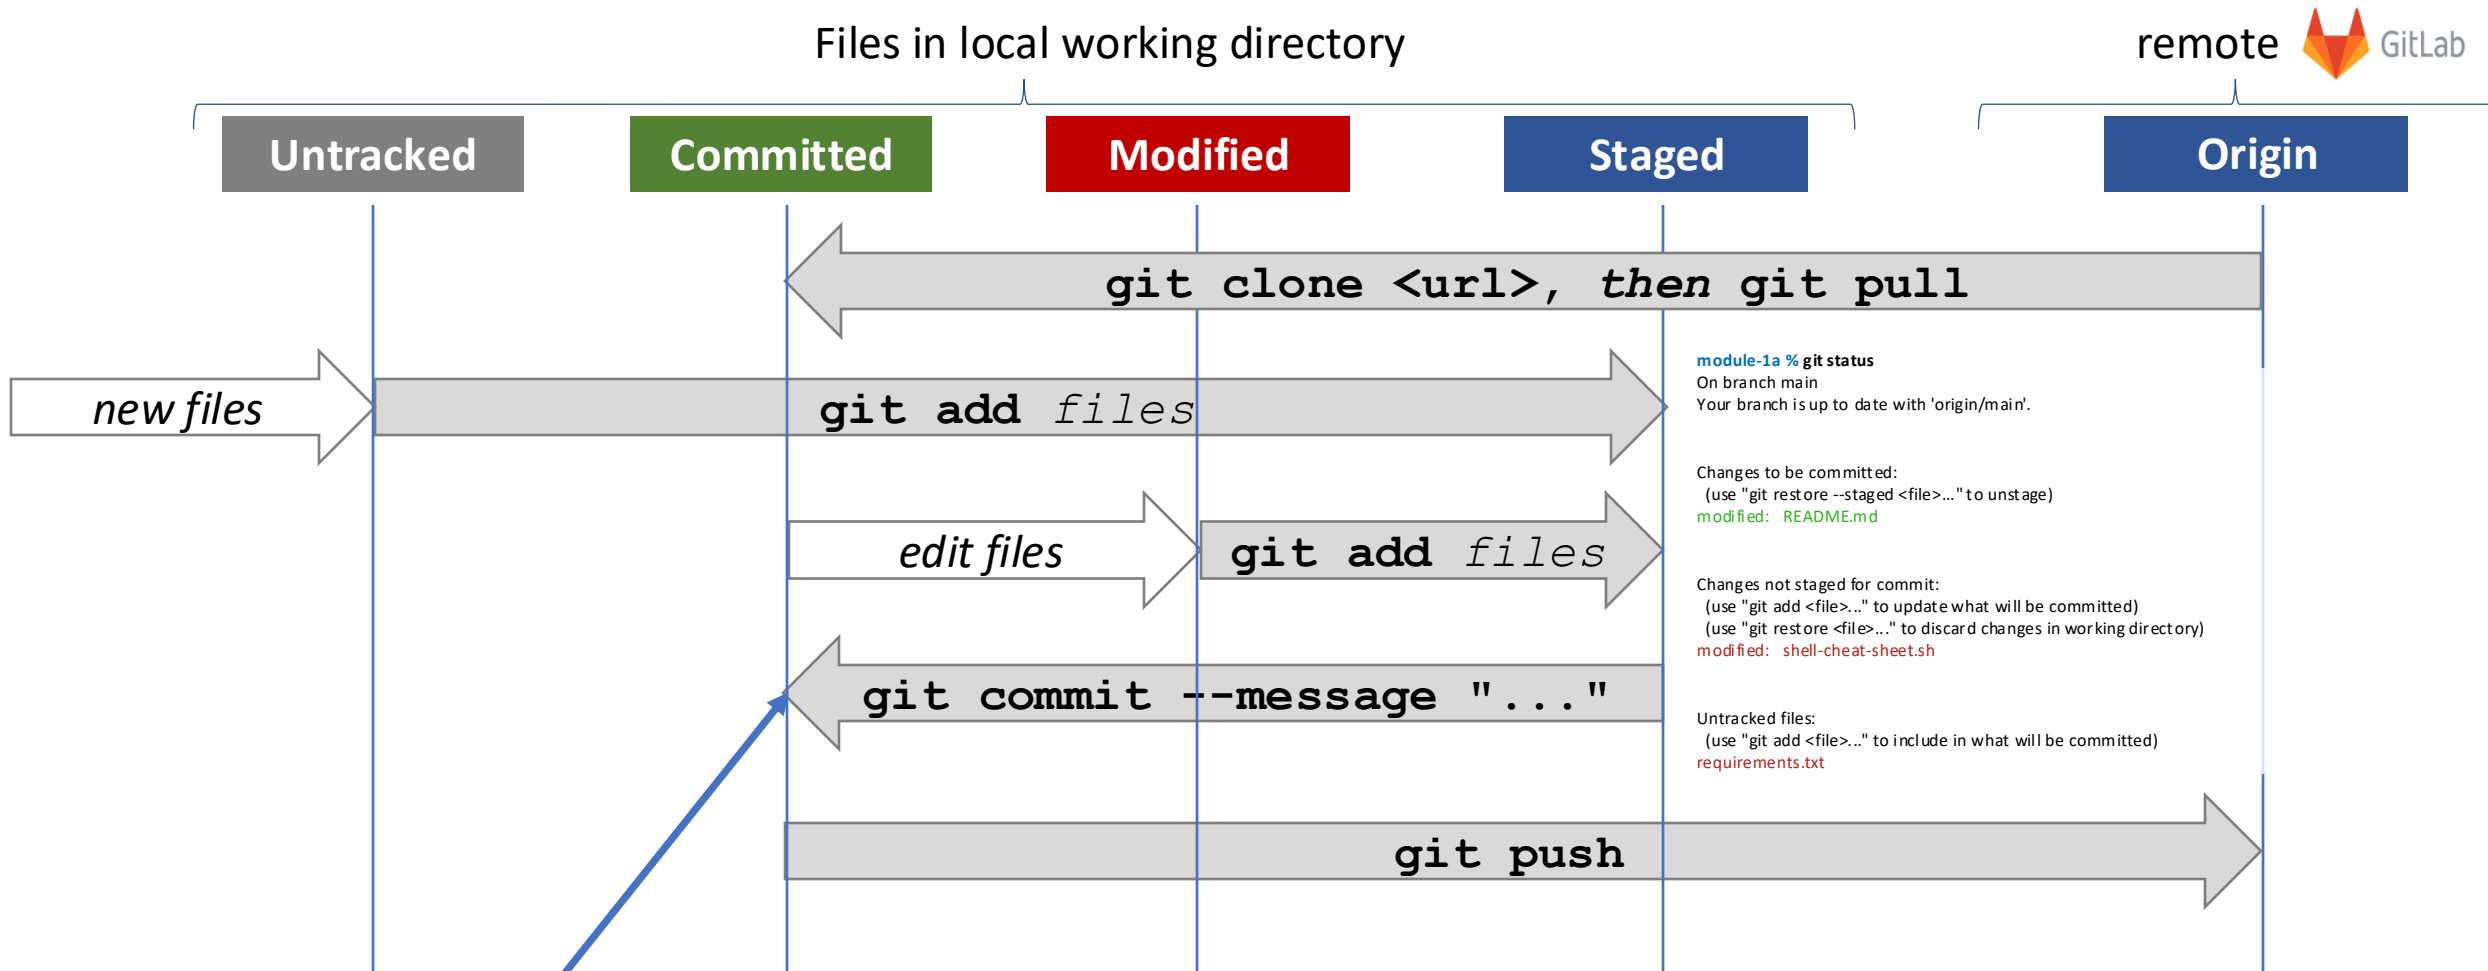 Files in local working directory
remote GitLab
Untracked
Committed
Modified
Staged
Origin
git clone <url>, then git pull
new files
git add files
module-1a % git status
On branch main
Your branch is up to date with 'origin/main'.
Changes to be committed:
(use "git restore --staged <file>..." to unstage)
modified: README.md
edit files
git add files
Changes not staged for commit:
(use "git add <file>..." to update what will be committed)
(use "git restore <file>..." to discard changes in working directory)
modified: shell-cheat-sheet.sh
git commit --message "..."
Untracked files:
(use "git add <file>..." to include in what will be committed)
requirements.txt
git push